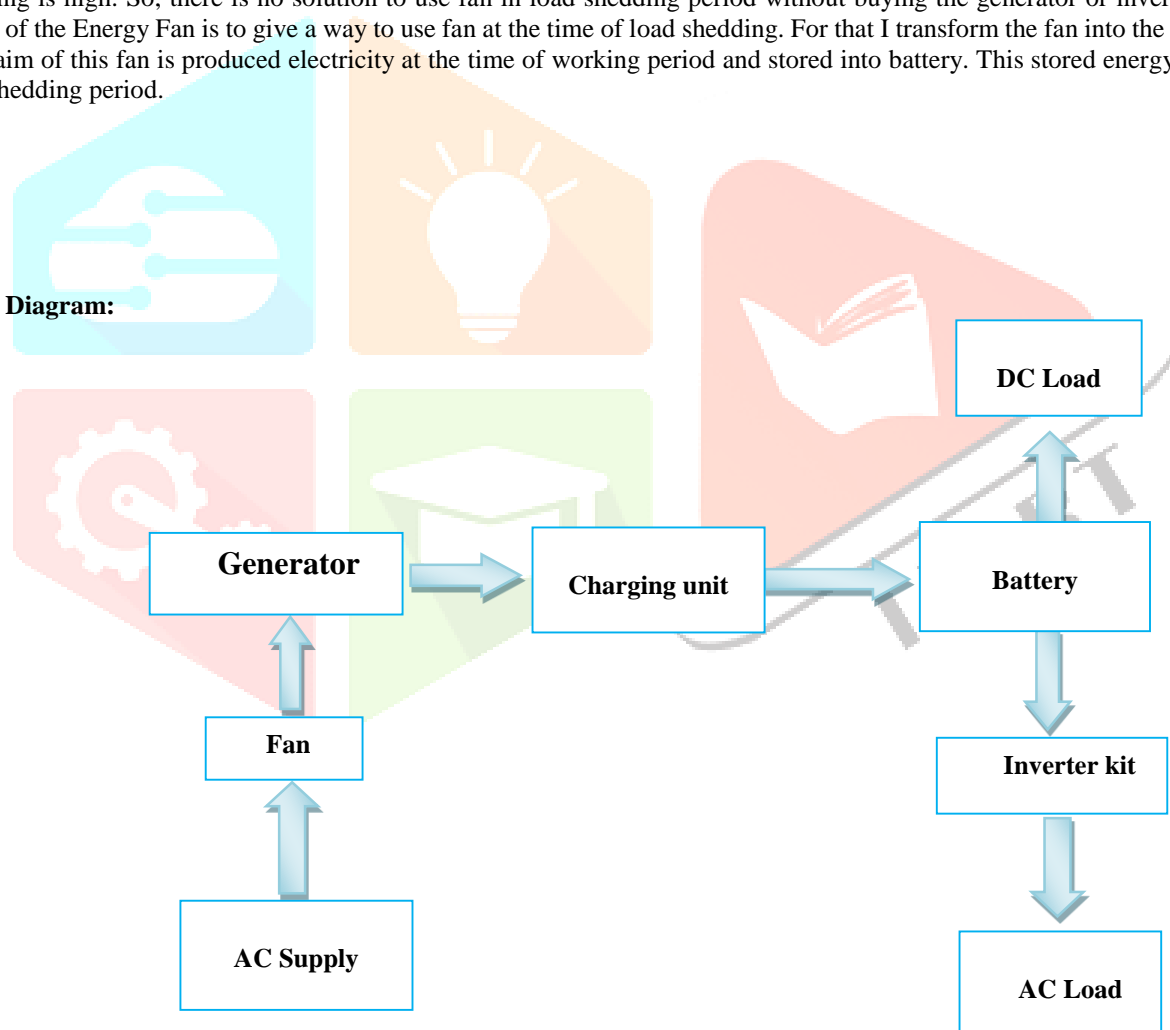 ng is high. So, there is no solution to use fan in load shedding period without buying the generator or inver
of the Energy Fan is to give a way to use fan at the time of load shedding. For that I transform the fan into the
aim of this fan is produced electricity at the time of working period and stored into battery. This stored energy
hedding period.
Diagram:
DC Load
Generator
Charging unit
Battery
Fan
Inverter kit
AC Supply
AC Load